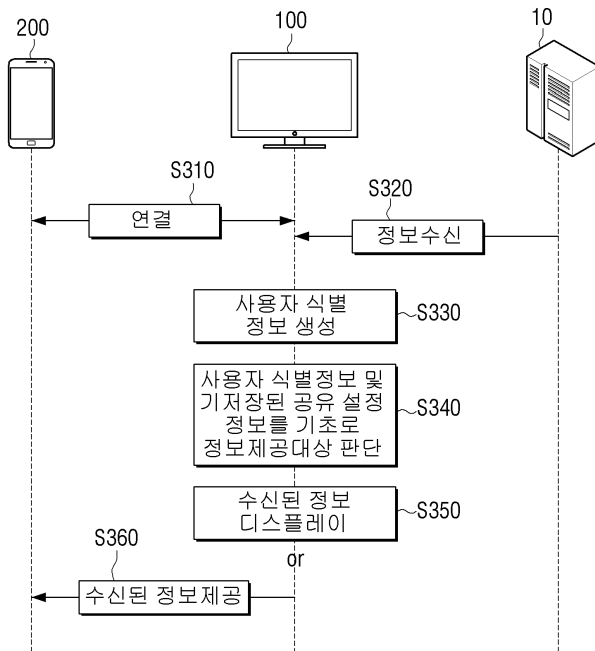 200
100
10
S310
연결
S320
정보수신
사용자 식별
정보 생성
S330
사용자 식별정보 및
기저장된 공유 설정
정보를 기초로
정보제공대상 판단
S340
수신된 정보
디스플레이
S350
or
S360
수신된 정보제공